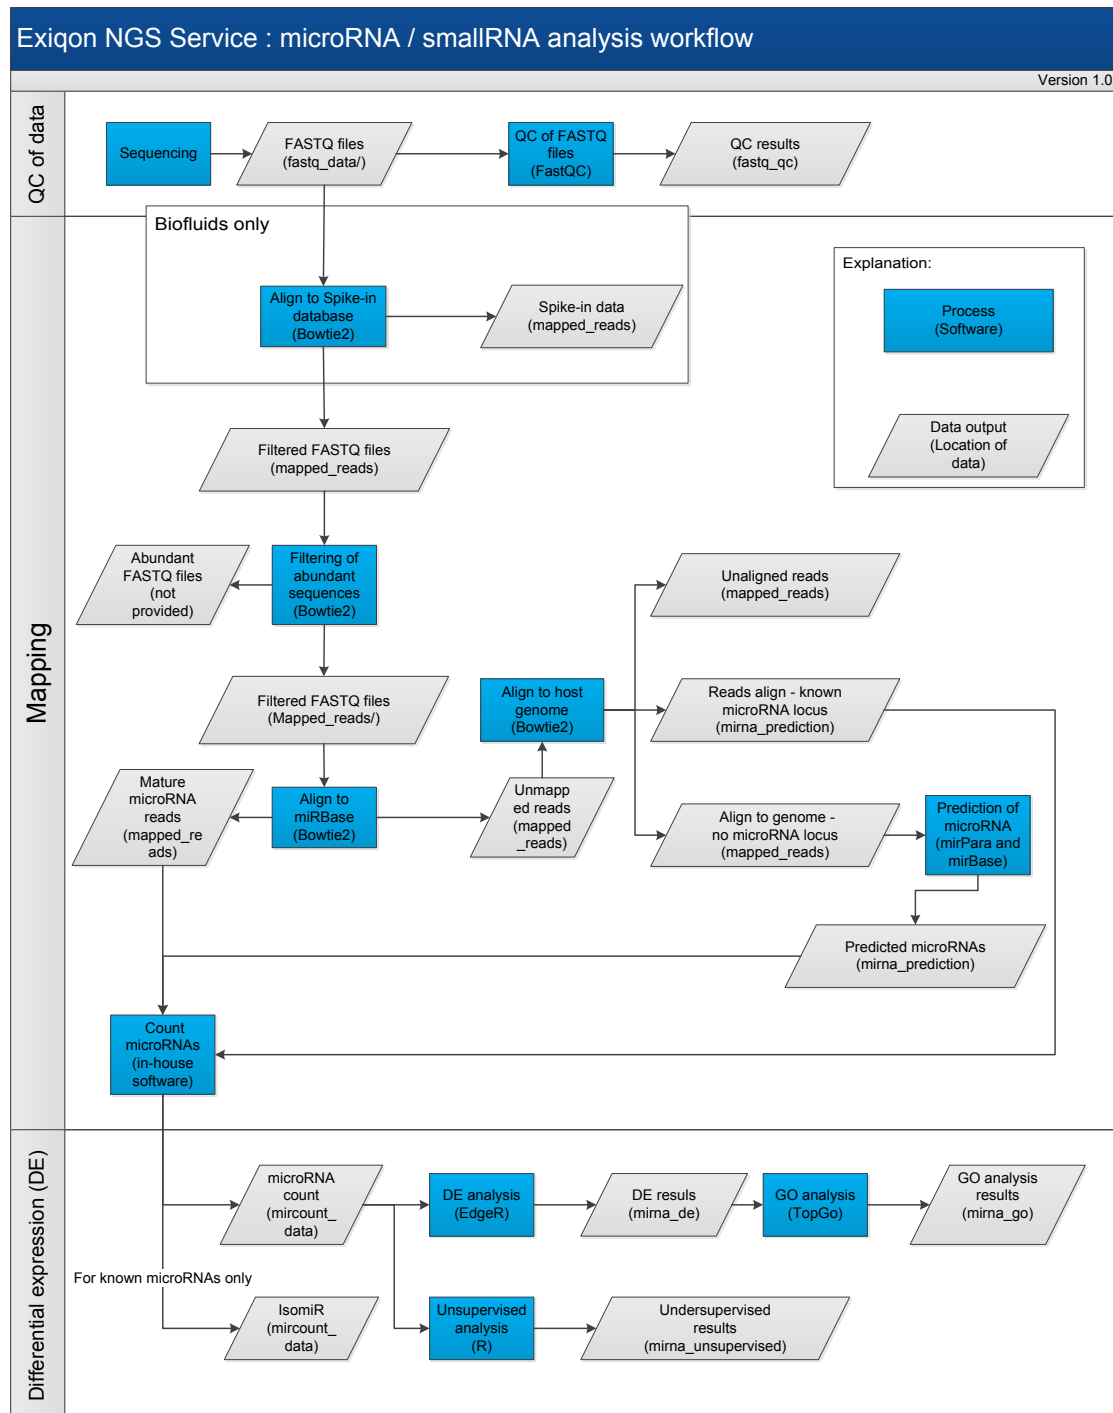 Exiqon NGS Service : microRNA / smallRNA analysis workflow
Version 1.0
QC of data
Sequencing
FASTQ files
(fastq_data/)
QC of FASTQ
files
(FastQC)
QC results
(fastq_qc)
Mapping
Biofluids only
Align to Spike-in
database
(Bowtie2)
Spike-in data
(mapped_reads)
Explanation:
Process
(Software)
Data output
(Location of
data)
Filtered FASTQ files
(mapped_reads)
Abundant
FASTQ files
(not
provided)
Filtering of
abundant
sequences
(Bowtie2)
Unaligned reads
(mapped_reads)
Filtered FASTQ files
(Mapped_reads/)
Align to host
genome
(Bowtie2)
Reads align - known
microRNA locus
(mirna_prediction)
Mature
microRNA
reads
(mapped_re
ads)
Align to
miRBase
(Bowtie2)
Unmapp
ed reads
(mapped
_reads)
Align to genome -
no microRNA locus
(mapped_reads)
Prediction of
microRNA
(mirPara and
mirBase)
Predicted microRNAs
(mirna_prediction)
Count
microRNAs
(in-house
software)
Differential expression (DE)
microRNA
count
(mircount_
data)
DE analysis
(EdgeR)
DE resuls
(mirna_de)
GO analysis
(TopGo)
GO analysis
results
(mirna_go)
For known microRNAs only
IsomiR
(mircount_
data)
Unsupervised
analysis
(R)
Undersupervised
results
(mirna_unsupervised)